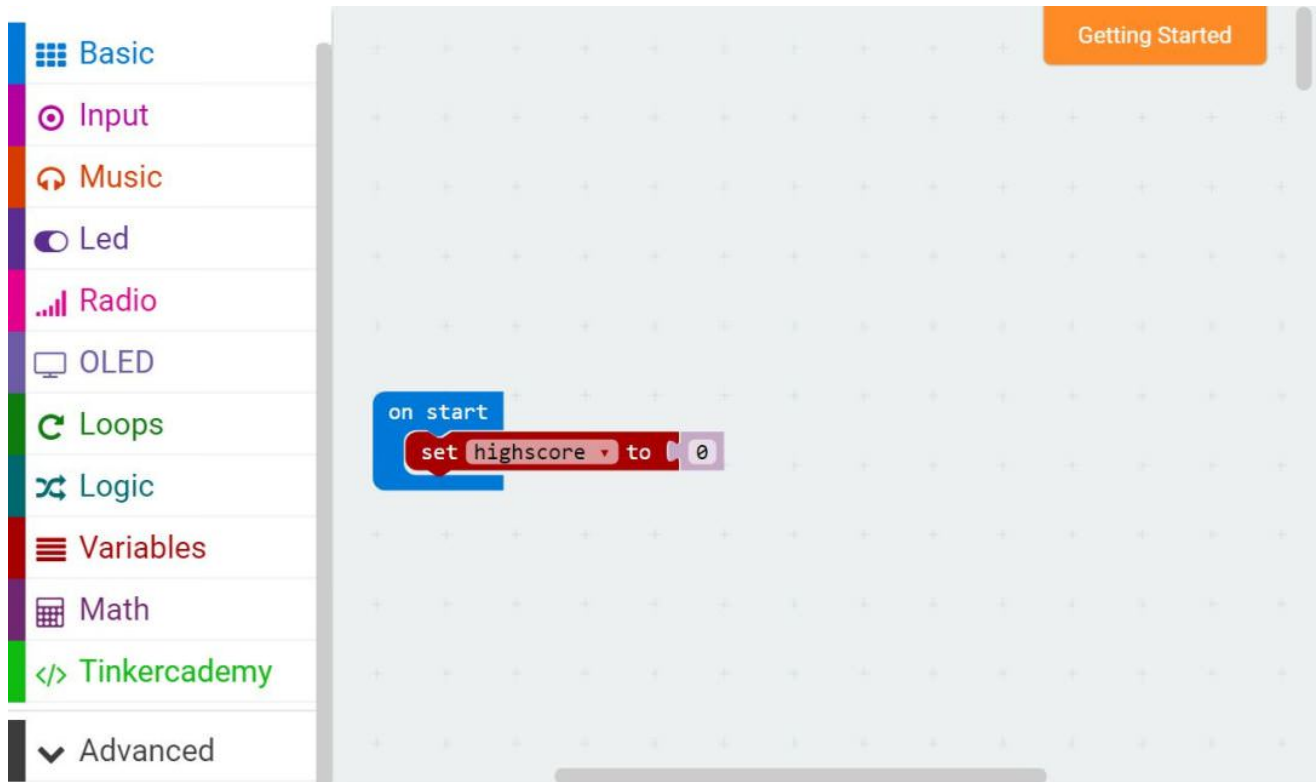 Basic
Input
Music
Led
Radio
OLED
Loops
Logic
Variables
Math
</> Tinkercademy
Advanced
Getting Started
on start
set highscore to 0